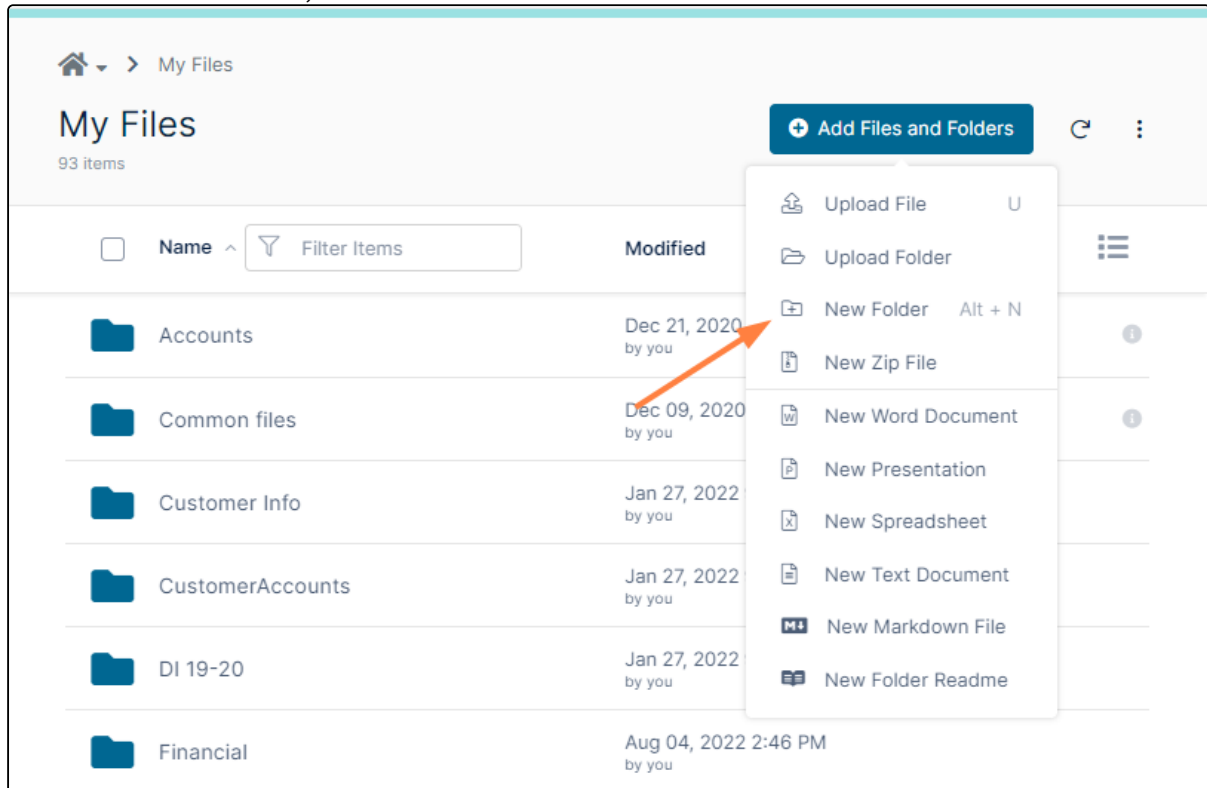 My Files
My Files
93 items
Add Files and Folders
Name
Filter Items
Modified
Upload File U
Upload Folder
New Folder Alt + N
New Zip File
New Word Document
New Presentation
New Spreadsheet
New Text Document
New Markdown File
New Folder Readme
Accounts
Dec 21, 2020
by you
Common files
Dec 09, 2020
by you
Customer Info
Jan 27, 2022
by you
CustomerAccounts
Jan 27, 2022
by you
DI 19-20
Jan 27, 2022
by you
Financial
Aug 04, 2022 2:46 PM
by you